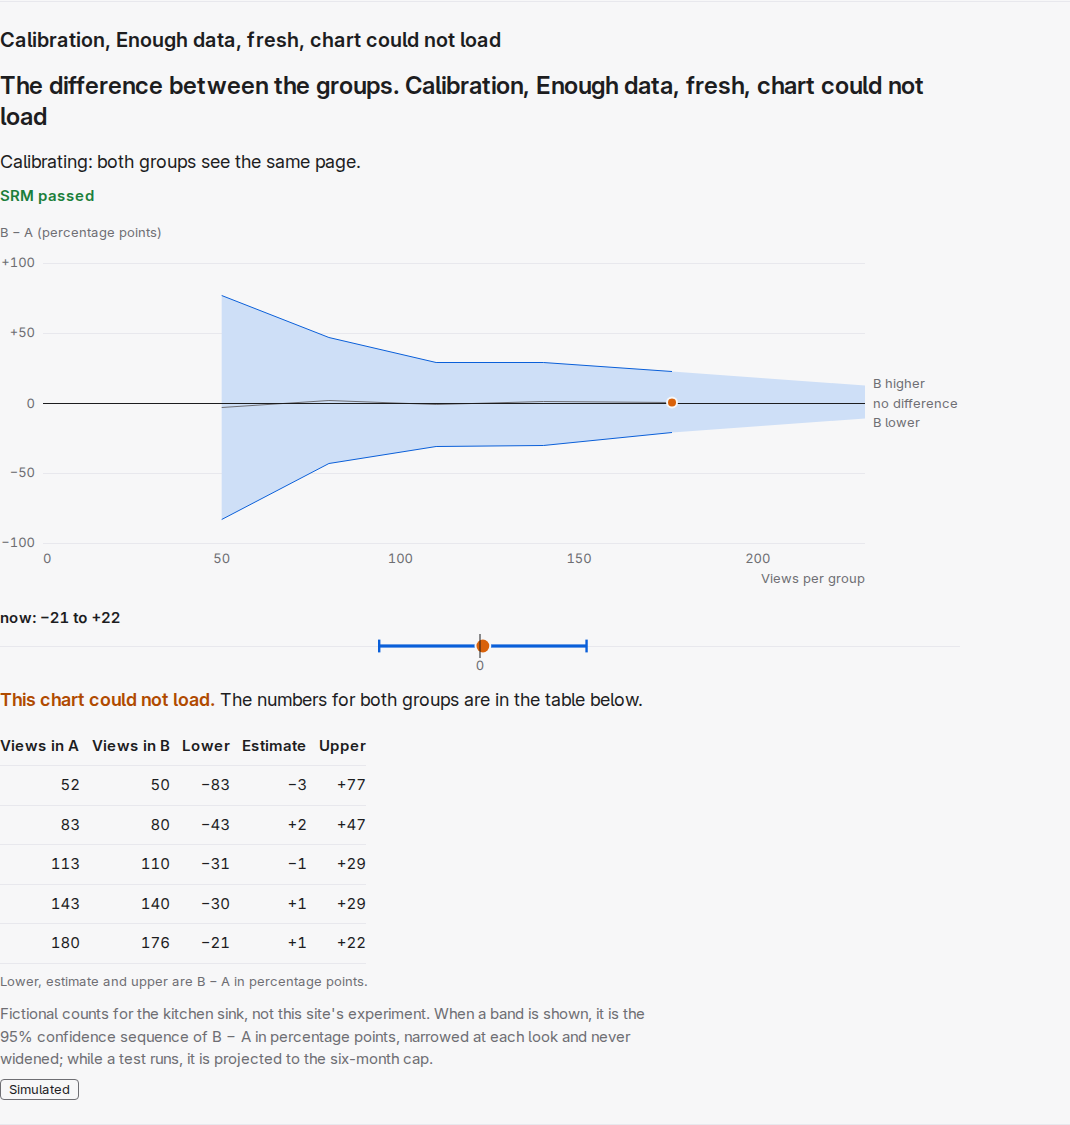 Calibration, Enough data, fresh, chart could not load
The difference between the groups. Calibration, Enough data, fresh, chart could not
load
Calibrating: both groups see the same page.
SRM passed
B − A (percentage points)
+100
+50
0
−50
−100
B higher
no difference
B lower
0 50 100 150 200
Views per group
now: −21 to +22
0
This chart could not load. The numbers for both groups are in the table below.
Views in A Views in B Lower Estimate Upper
52 50 −83 −3 +77
83 80 −43 +2 +47
113 110 −31 −1 +29
143 140 −30 +1 +29
180 176 −21 +1 +22
Lower, estimate and upper are B − A in percentage points.
Fictional counts for the kitchen sink, not this site's experiment. When a band is shown, it is the
95% confidence sequence of B − A in percentage points, narrowed at each look and never
widened; while a test runs, it is projected to the six-month cap.
Simulated